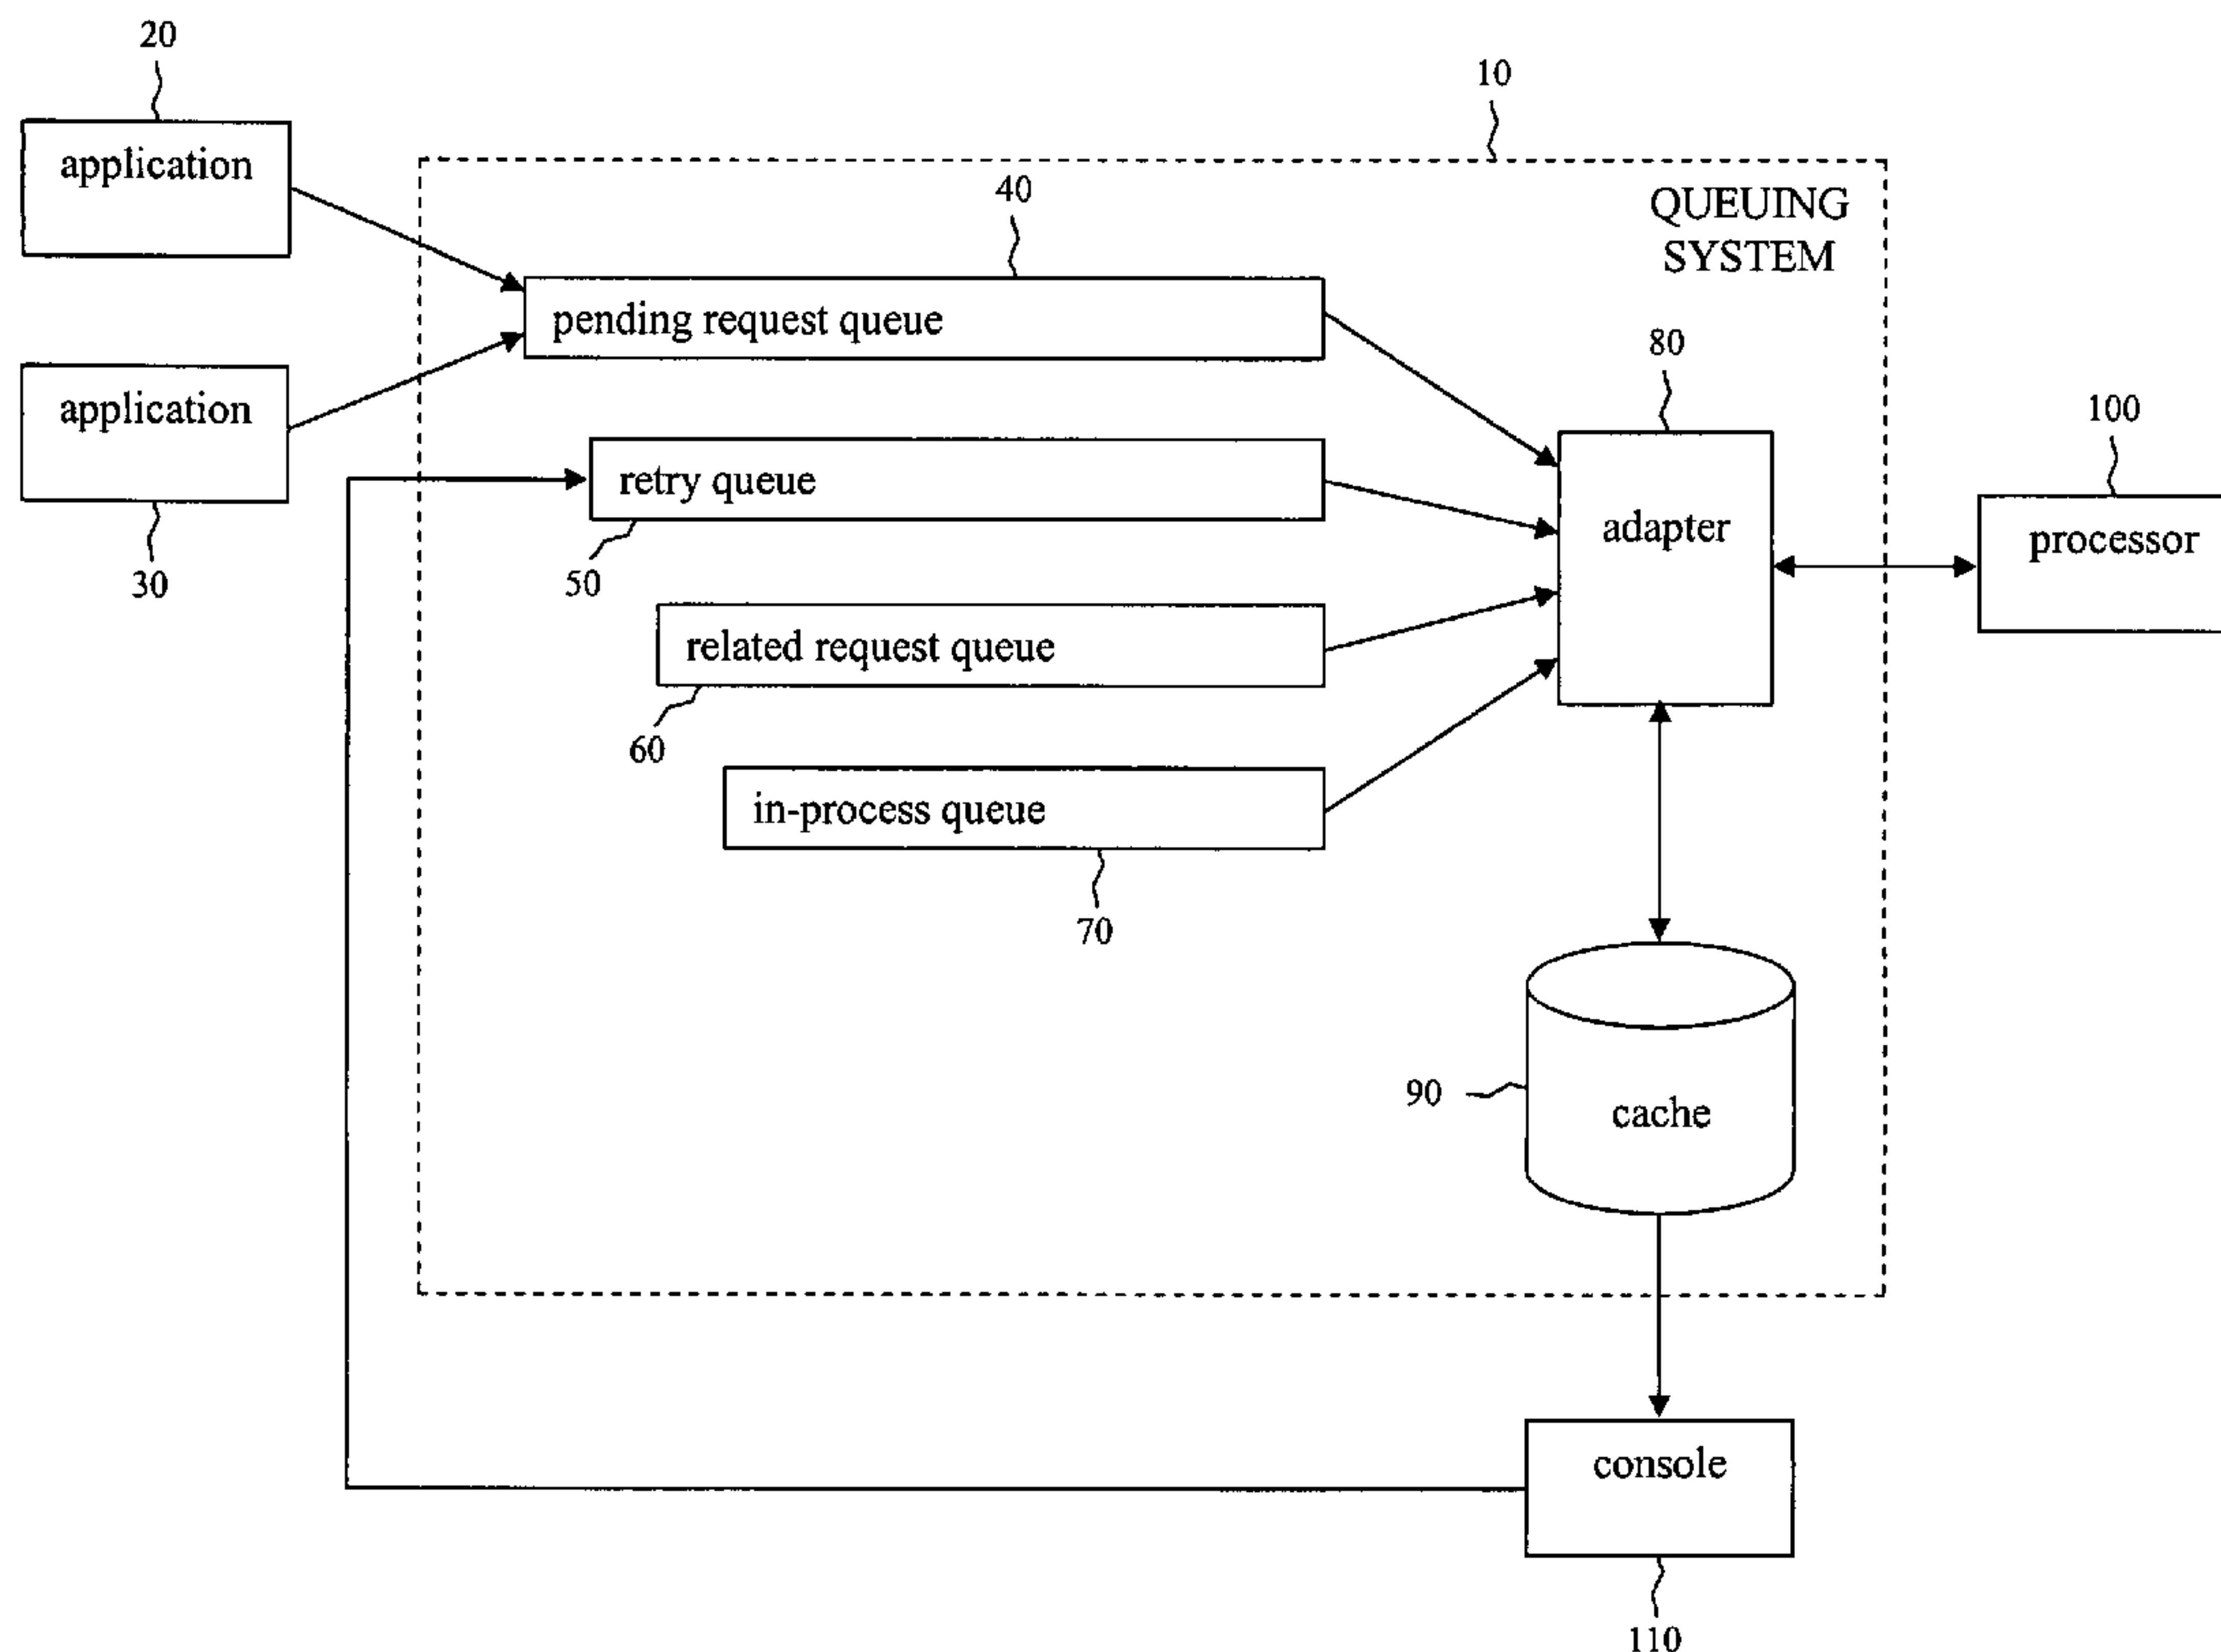 20
10
application
40
QUEUING
SYSTEM
pending request queue
80
application
100
retry queue
adapter
processor
30
50
related request queue
60
in-process queue
70
90
cache
console
110